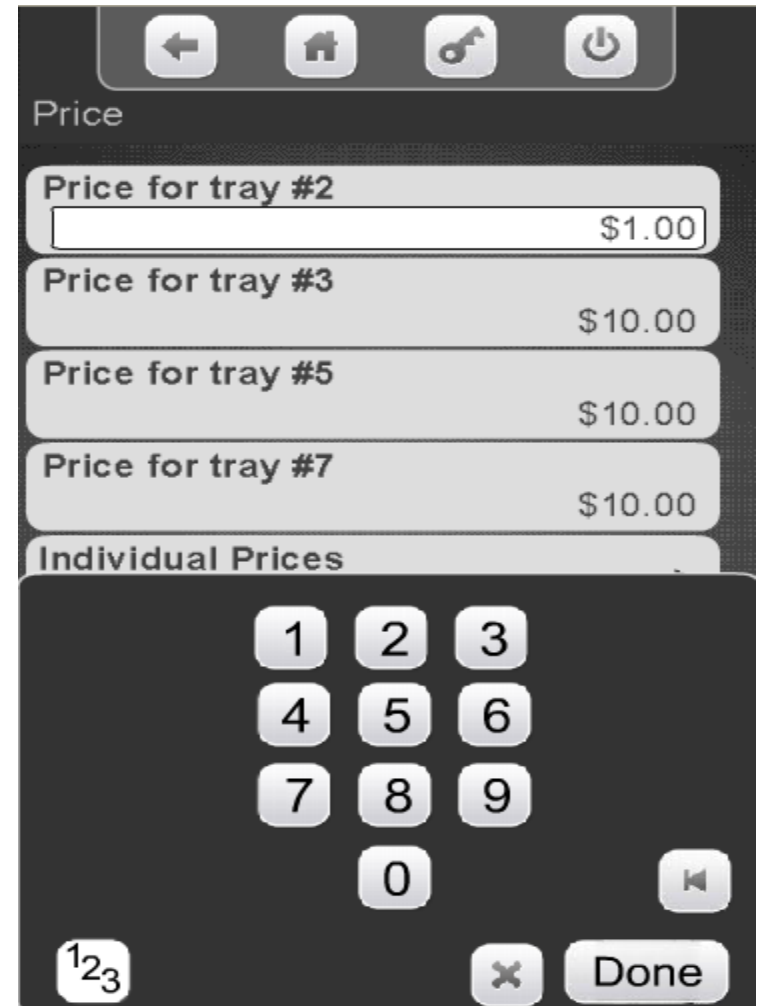 Price
Price for tray #2
$1.00
Price for tray #3
$10.00
Price for tray #5
$10.00
Price for tray #7
$10.00
Individual Prices
1 2 3
4 5 6
7 8 9
0
123
Done